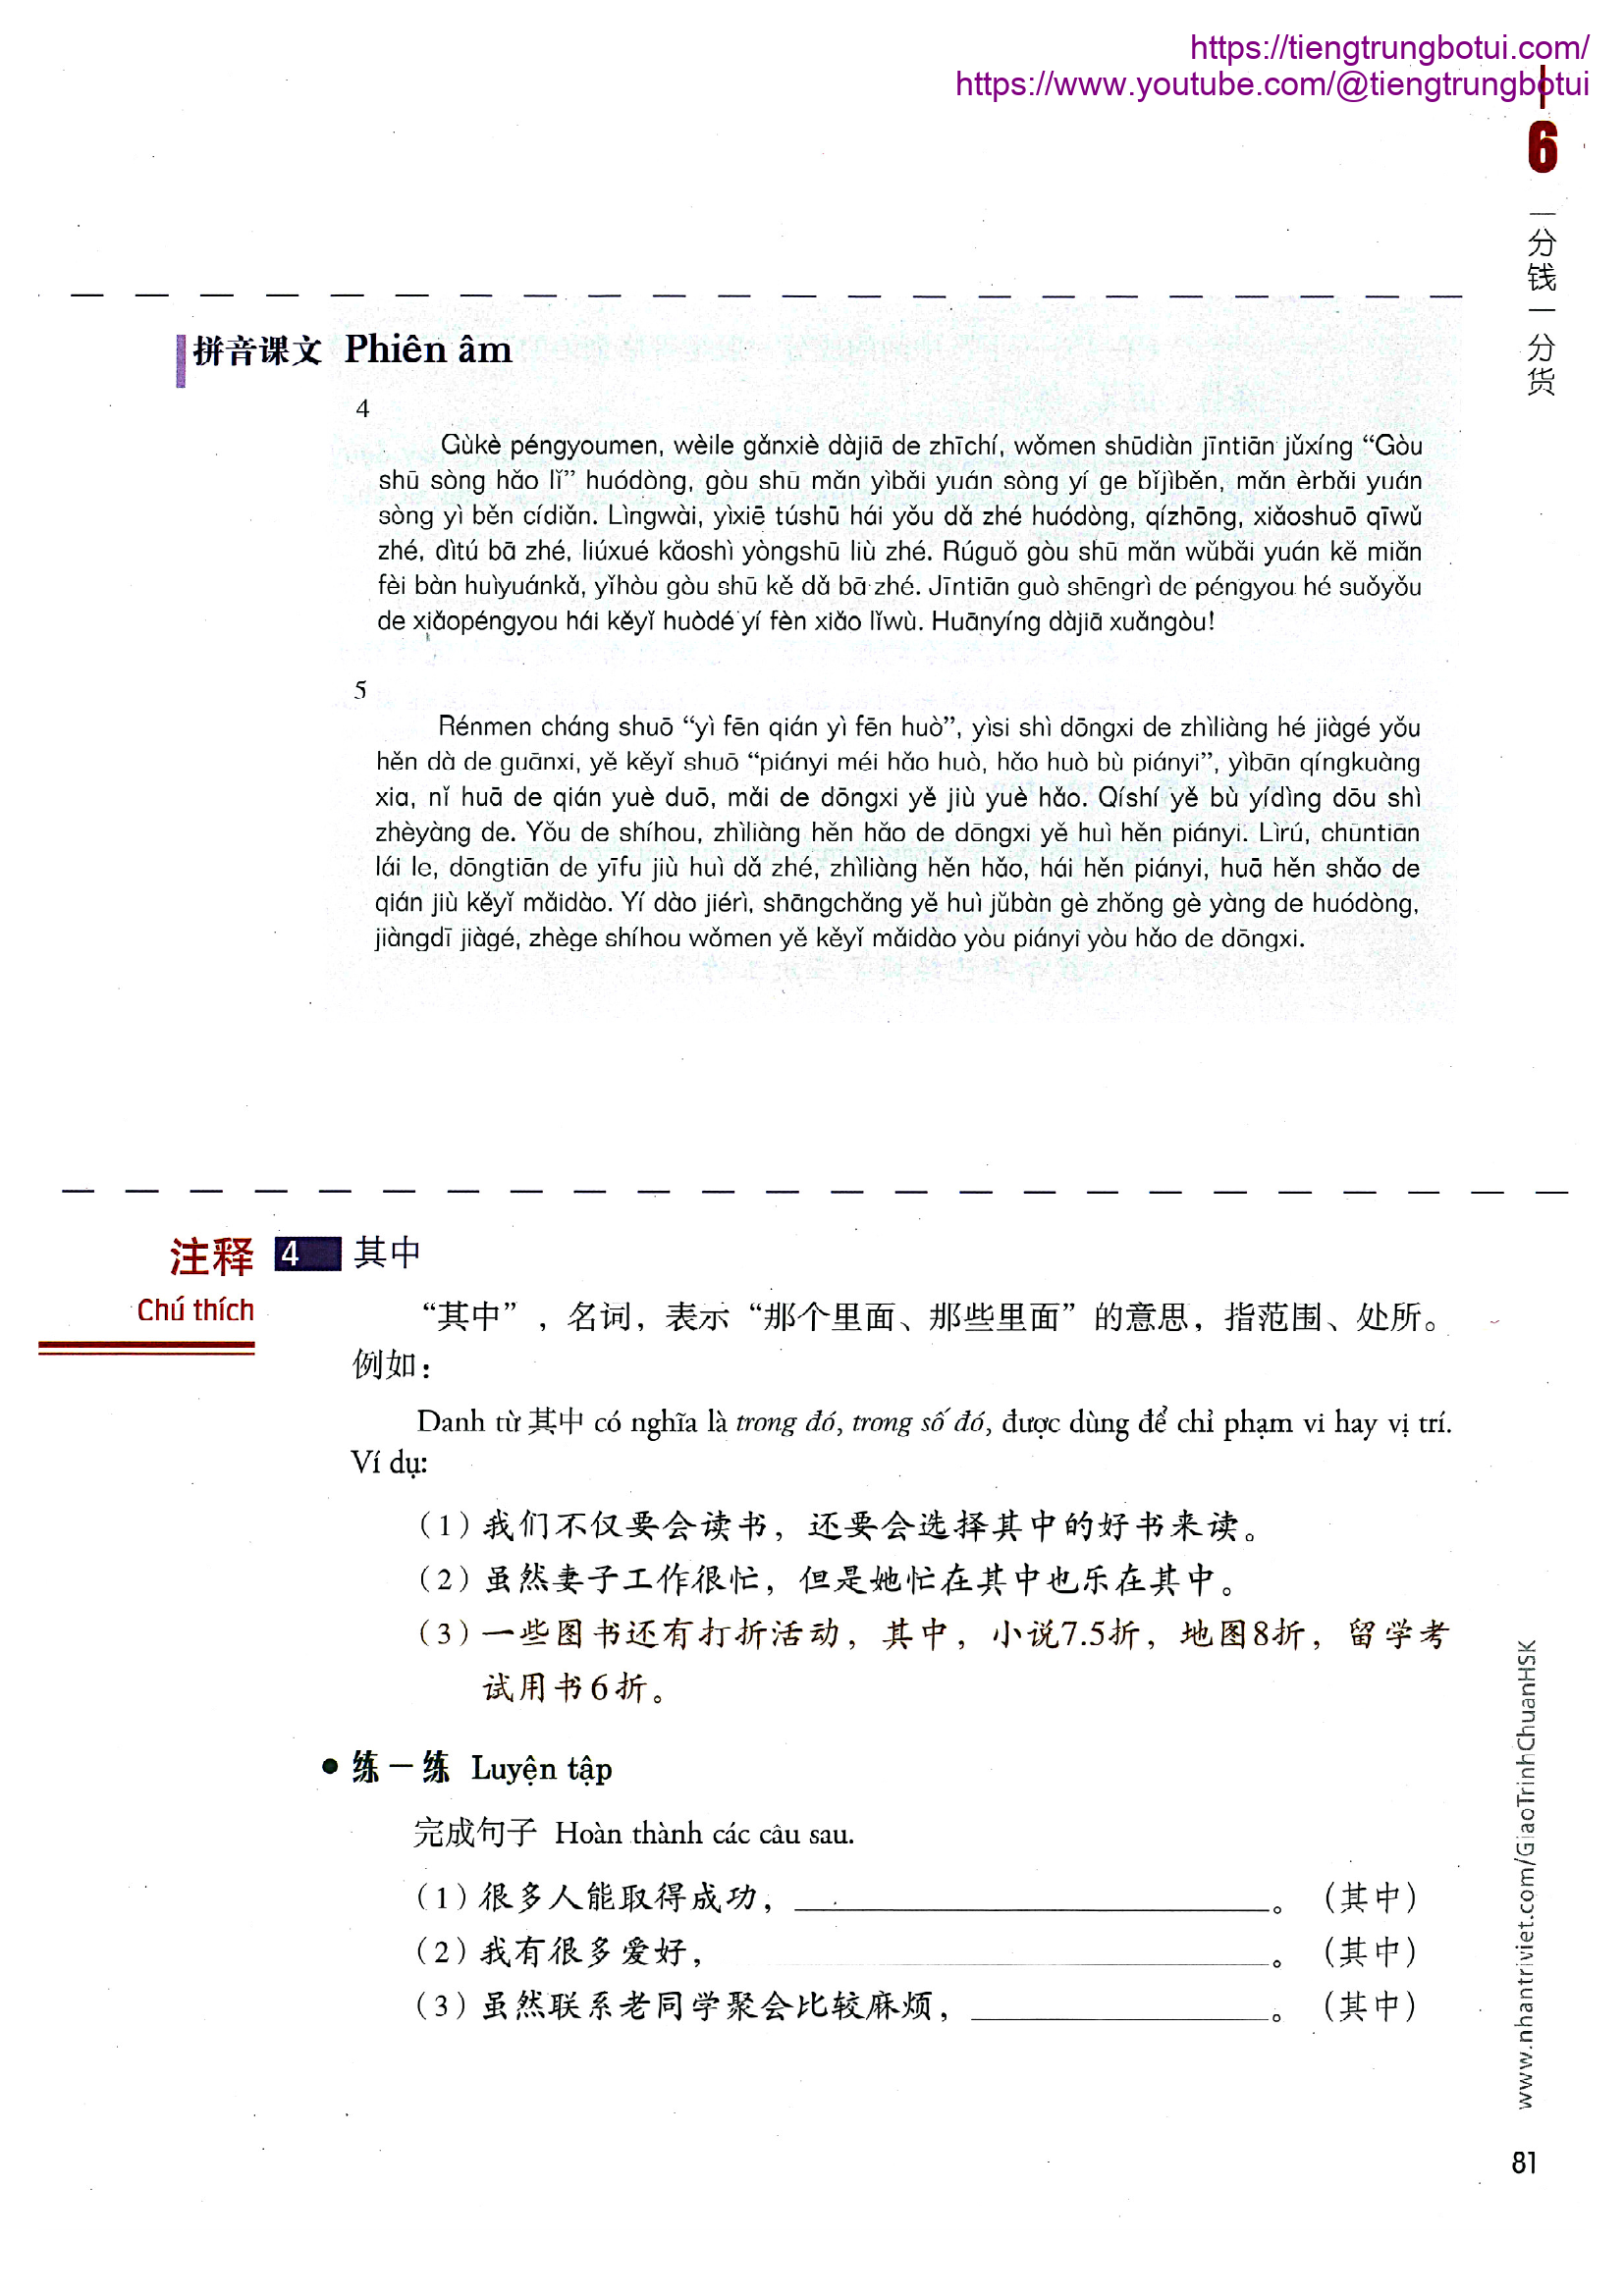 https://tiengtrungbotui.com/
https://www.youtube.com/@tiengtrungbotui
6
一分钱一分货
拼音课文 Phiên âm
4
Gùkè péngyoumen, wèile gǎnxiè dàjiā de zhīchí, wǒmen shūdiàn jīntiān jǔxíng “Gòu
shū sòng hǎo lǐ” huódòng, gòu shū mǎn yìbǎi yuán sòng yí ge bǐjìběn, mǎn èrbǎi yuán
sòng yì běn cídiǎn. Lìngwài, yìxiē túshū hái yǒu dǎ zhé huódòng, qízhōng, xiǎoshuō qīwǔ
zhé, dìtú bā zhé, liúxué kǎoshì yòngshū liù zhé. Rúguǒ gòu shū mǎn wǔbǎi yuán kě miǎn
fèi bàn huìyuánkǎ, yǐhòu gòu shū kě dǎ bā zhé. Jīntiān guò shēngrì de péngyou hé suǒyǒu
de xiǎopéngyou hái kěyǐ huòdé yí fèn xiǎo lǐwù. Huānyíng dàjiā xuǎngòu!
5
Rénmen cháng shuō “yì fēn qián yì fēn huò”, yìsi shì dōngxi de zhìliàng hé jiàgé yǒu
hěn dà de guānxi, yě kěyǐ shuō “piányi méi hǎo huò, hǎo huò bù piányi”, yìbān qíngkuàng
xia, nǐ huā de qián yuè duō, mǎi de dōngxi yě jiù yuè hǎo. Qíshí yě bù yídìng dōu shì
zhèyàng de. Yǒu de shíhou, zhìliàng hěn hǎo de dōngxi yě huì hěn piányi. Lìrú, chūntiān
lái le, dōngtiān de yīfu jiù huì dǎ zhé, zhìliàng hěn hǎo, hái hěn piányi, huā hěn shǎo de
qián jiù kěyǐ mǎidào. Yí dào jiérì, shāngchǎng yě huì jǔbàn gè zhǒng gè yàng de huódòng,
jiàngdī jiàgé, zhège shíhou wǒmen yě kěyǐ mǎidào yòu piányi yòu hǎo de dōngxi.
注释 4 其中
Chú thích
“其中”，名词，表示“那个里面、那些里面”的意思，指范围、处所。
例如：
Danh từ 其中 có nghĩa là trong đó, trong số đó, được dùng để chỉ phạm vi hay vị trí.
Ví dụ:
（1）我们不仅要会读书，还要会选择其中的好书来读。
（2）虽然妻子工作很忙，但是她忙在其中也乐在其中。
（3）一些图书还有打折活动，其中，小说7.5折，地图8折，留学考
试用书6折。
● 练一练 Luyện tập
完成句子 Hoàn thành các câu sau.
（1）很多人能取得成功，____________________。（其中）
（2）我有很多爱好，____________________。（其中）
（3）虽然联系老同学聚会比较麻烦，____________________。（其中）
www.nhantriviet.com/GiaoTrinhChuanHSK
81